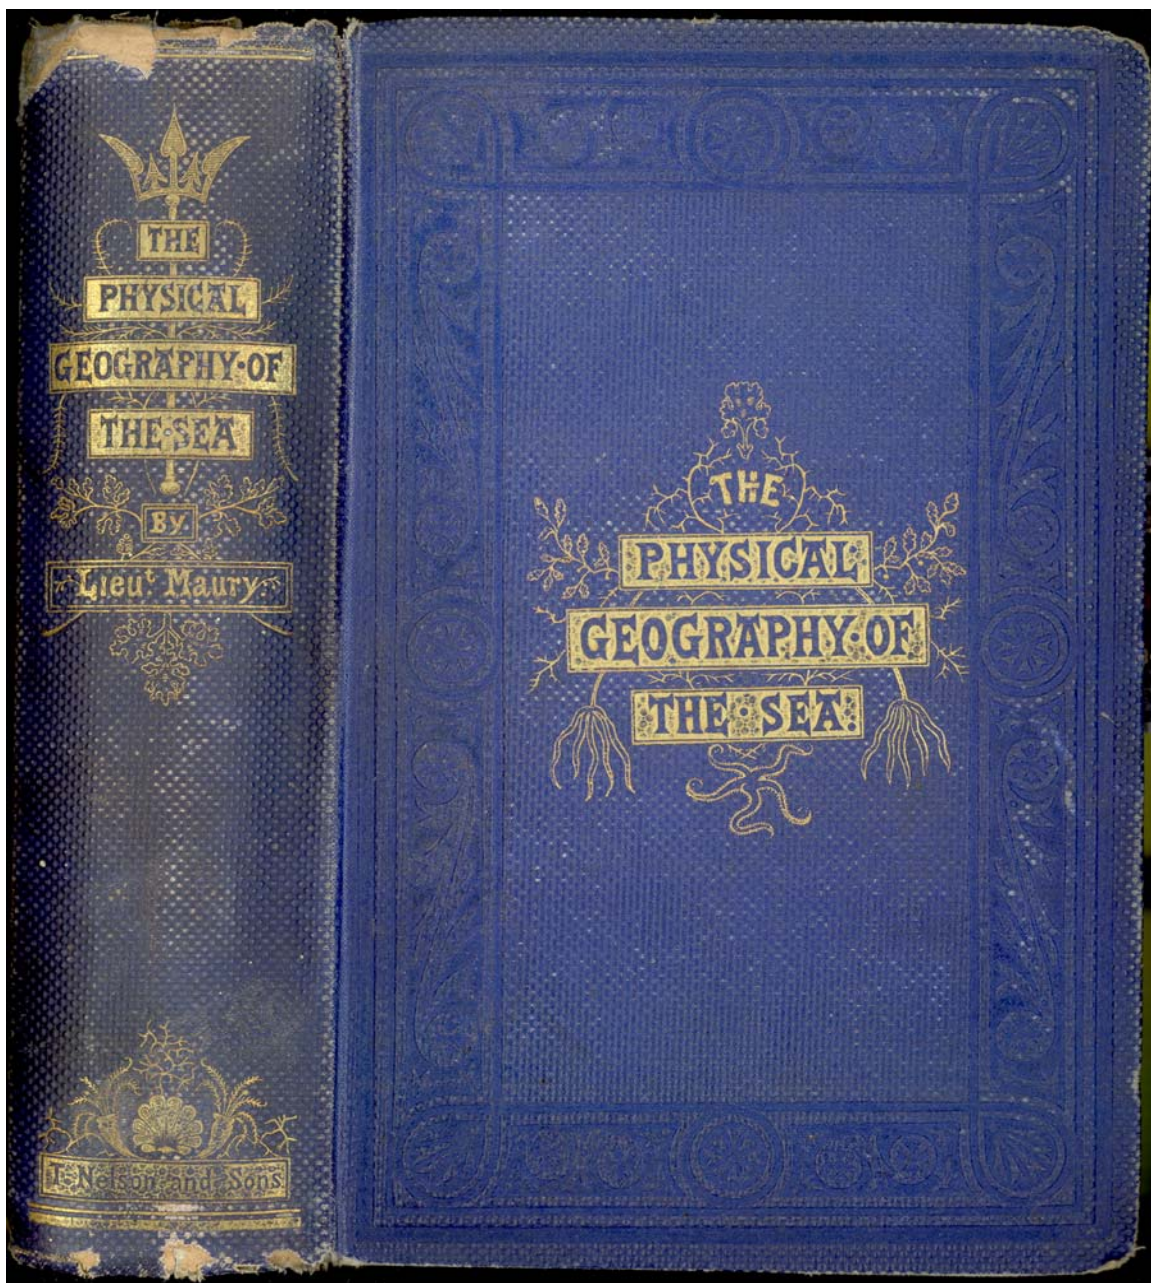 THE
PHYSICAL
GEOGRAPHY·OF
THE·SEA
BY
Lieut. Maury
T. Nelson and Sons
THE
PHYSICAL
GEOGRAPHY·OF
THE·SEA.